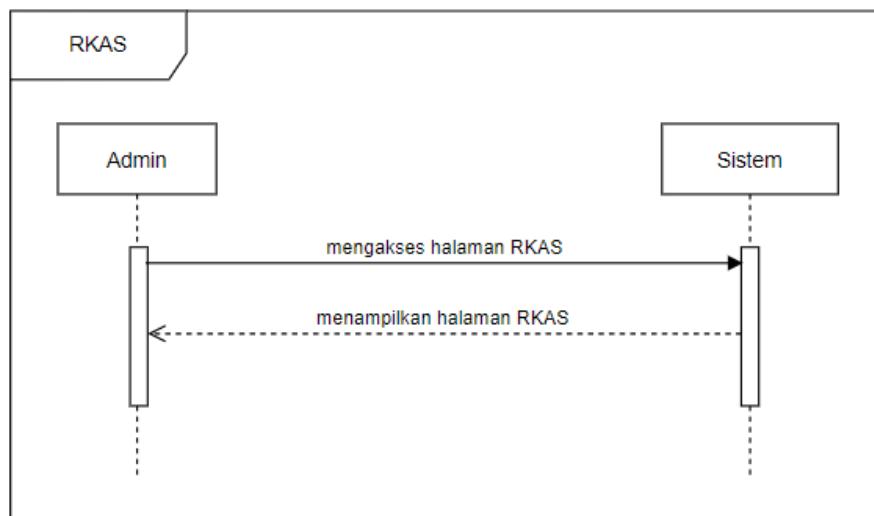 RKAS
Admin
Sistem
mengakses halaman RKAS
menampilkan halaman RKAS